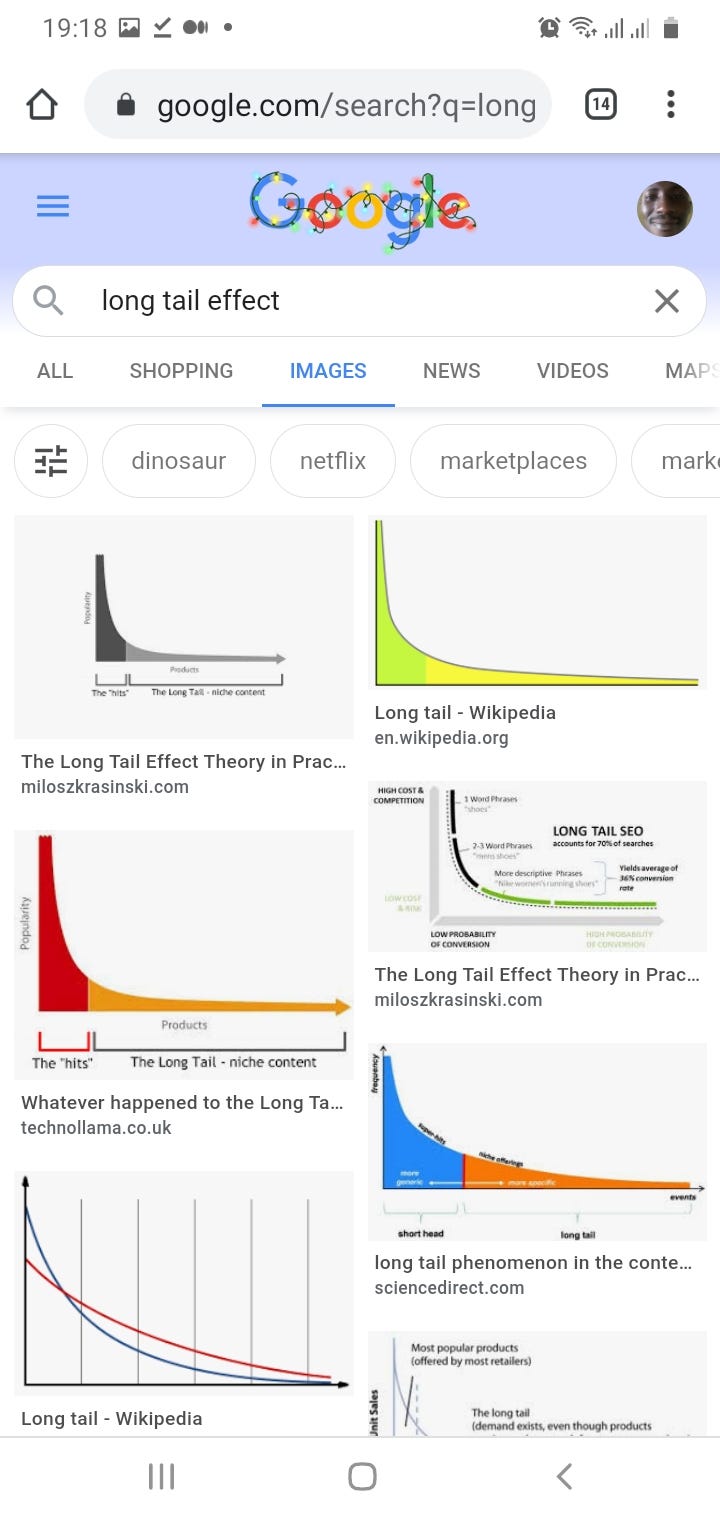 19:18
google.com/search?q=long
14
Google
long tail effect
ALL SHOPPING IMAGES NEWS VIDEOS MAPS
dinosaur netflix marketplaces marke
Popularity
Products
The "hits" The Long Tail - niche content
The Long Tail Effect Theory in Prac...
miloszkrasinski.com
Long tail - Wikipedia
en.wikipedia.org
Popularity
Products
The "hits" The Long Tail - niche content
Whatever happened to the Long Ta...
technollama.co.uk
HIGH COST &
COMPETITION
1 Word Phrases
"shoes"
2-3 Word Phrases
"mens shoes"
LONG TAIL SEO
accounts for 70% of searches
More descriptive Phrases
"Nike women's running shoes"
Yields average of
36% conversion
rate
LOW COST
& RISK
LOW PROBABILITY
OF CONVERSION
HIGH PROBABILITY
OF CONVERSION
The Long Tail Effect Theory in Prac...
miloszkrasinski.com
frequency
super-hits
niche offerings
more
generic
more specific
events
short head
long tail
long tail phenomenon in the conte...
sciencedirect.com
Long tail - Wikipedia
Most popular products
(offered by most retailers)
Unit Sales
The long tail
(demand exists, even though products